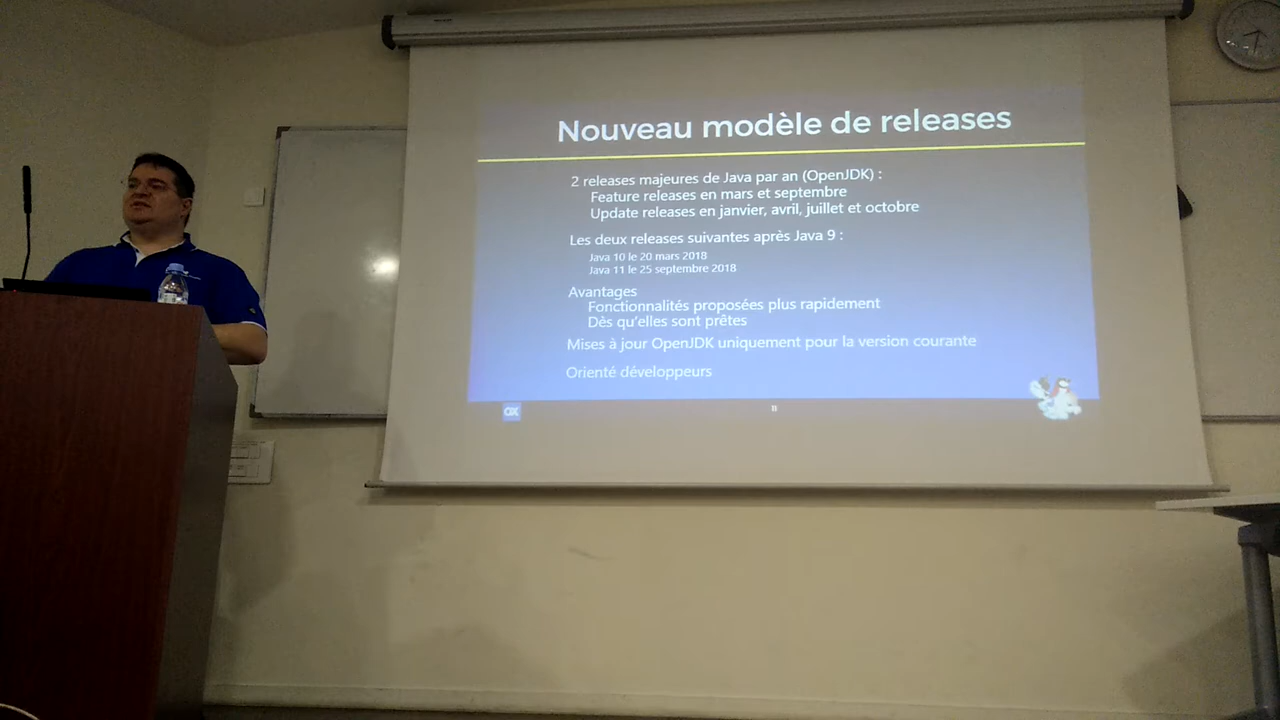 Nouveau modèle de releases
2 releases majeures de Java par an (OpenJDK) :
Feature releases en mars et septembre
Update releases en janvier, avril, juillet et octobre
Les deux releases suivantes après Java 9 :
Java 10 le 20 mars 2018
Java 11 le 25 septembre 2018
Avantages
Fonctionnalités proposées plus rapidement
Dès qu'elles sont prêtes
Mises à jour OpenJDK uniquement pour la version courante
Orienté développeurs